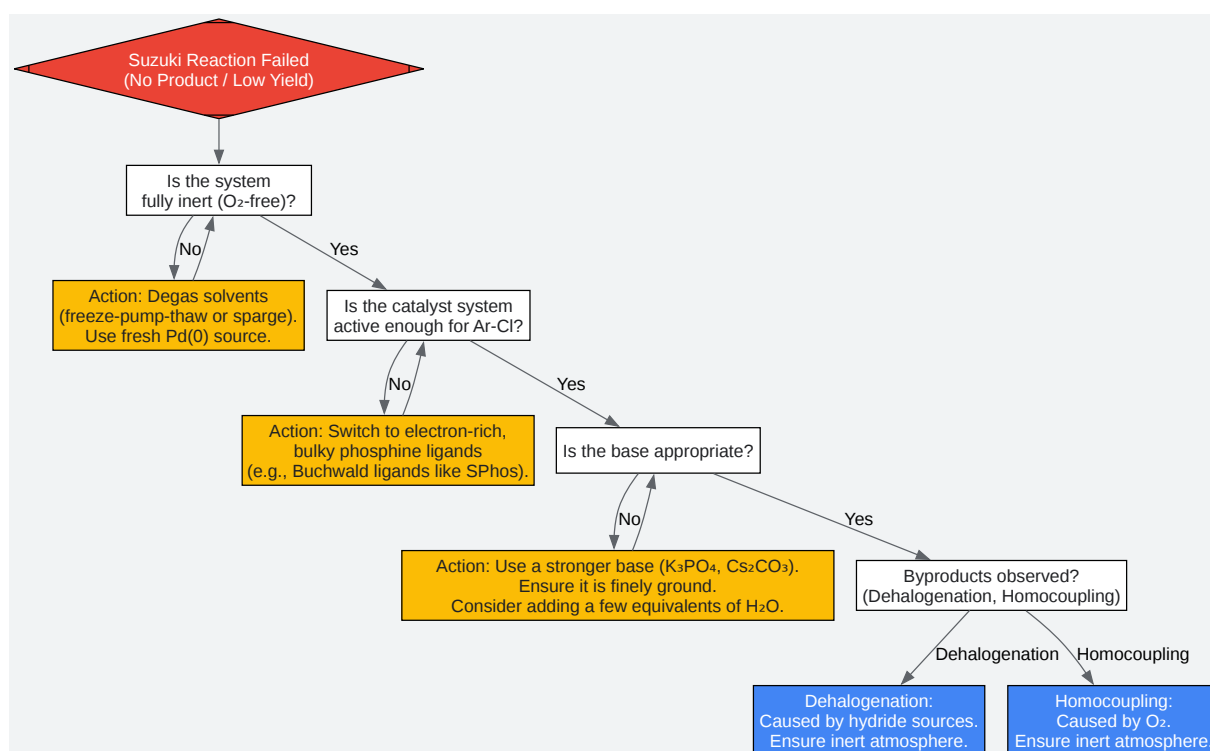 Suzuki Reaction Failed
(No Product / Low Yield)
Is the system
fully inert (O₂-free)?
No
Yes
Action: Degas solvents
(freeze-pump-thaw or sparge).
Use fresh Pd(0) source.
Is the catalyst system
active enough for Ar-Cl?
No
Yes
Action: Switch to electron-rich,
bulky phosphine ligands
(e.g., Buchwald ligands like SPhos).
Is the base appropriate?
No
Yes
Action: Use a stronger base (K₃PO₄, Cs₂CO₃).
Ensure it is finely ground.
Consider adding a few equivalents of H₂O.
Byproducts observed?
(Dehalogenation, Homocoupling)
Dehalogenation
Homocoupling
Dehalogenation:
Caused by hydride sources.
Ensure inert atmosphere.
Homocoupling:
Caused by O₂.
Ensure inert atmosphere.